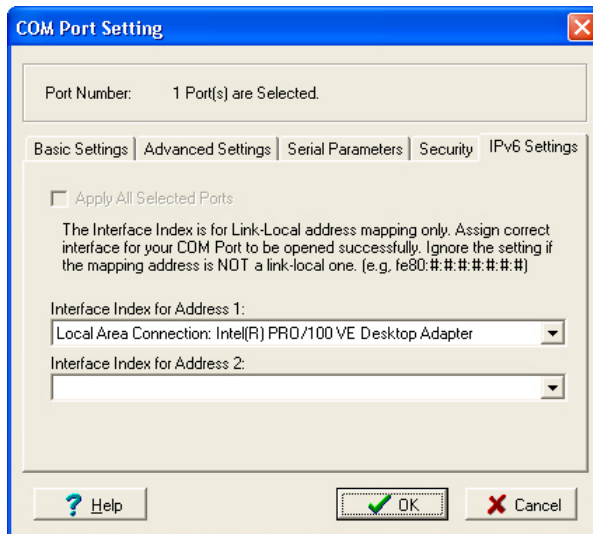 COM Port Setting
Port Number: 1 Port(s) are Selected.
Basic Settings Advanced Settings Serial Parameters Security IPv6 Settings
Apply All Selected Ports
The Interface Index is for Link-Local address mapping only. Assign correct
interface for your COM Port to be opened successfully. Ignore the setting if
the mapping address is NOT a link-local one. (e.g, fe80:#:#:#:#:#:#:#)
Interface Index for Address 1:
Local Area Connection: Intel(R) PRO/100 VE Desktop Adapter
Interface Index for Address 2:
? Help OK Cancel